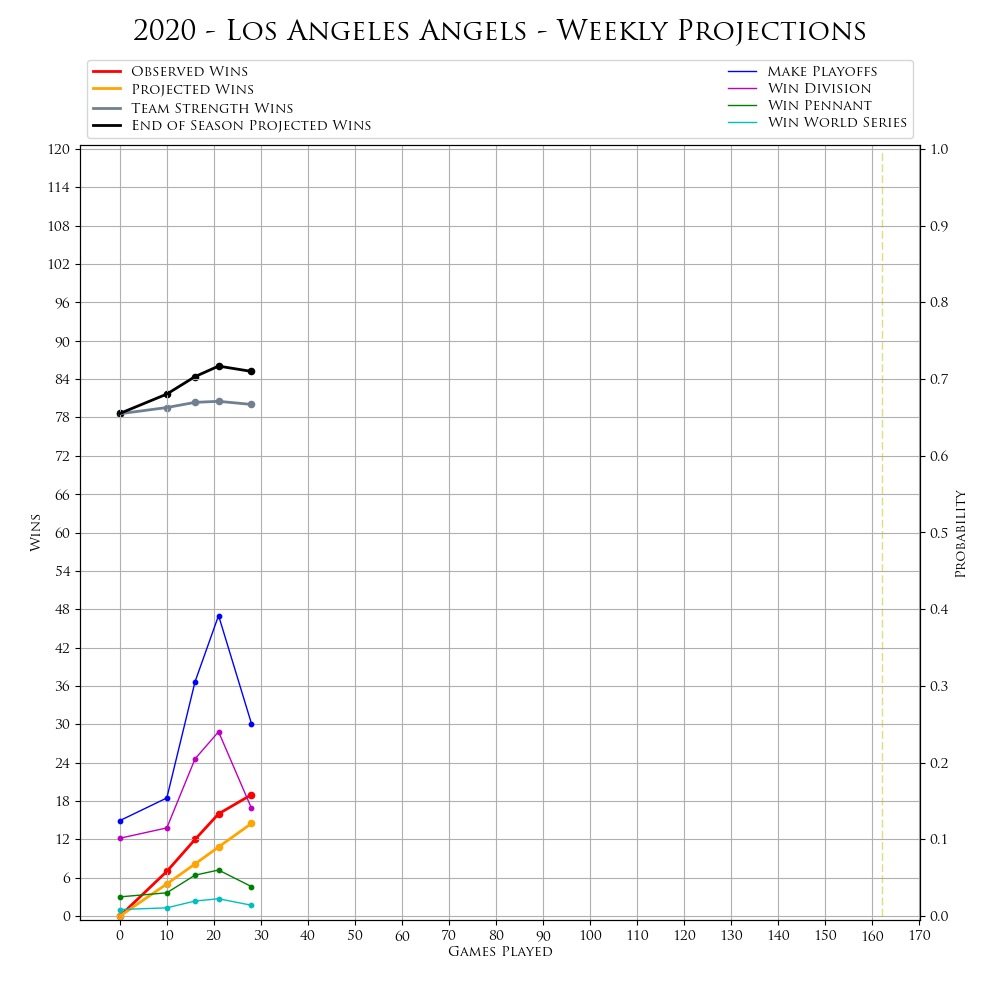 2020 - Los Angeles Angels - Weekly Projections
Observed Wins
Projected Wins
Team Strength Wins
End of Season Projected Wins
Make Playoffs
Win Division
Win Pennant
Win World Series
120
114
108
102
96
90
84
78
72
66
60
54
48
42
36
30
24
18
12
6
0
Wins
1.0
0.9
0.8
0.7
0.6
0.5
0.4
0.3
0.2
0.1
0.0
Probability
0 10 20 30 40 50 60 70 80 90 100 110 120 130 140 150 160 170
Games Played